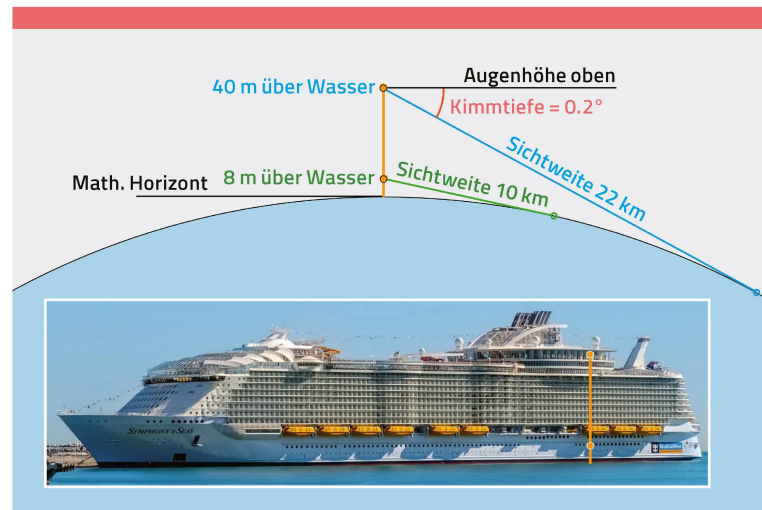 Augenhöhe oben
40 m über Wasser
Kimmtiefe = 0.2°
Sichtweite 22 km
Math. Horizont
8 m über Wasser
Sichtweite 10 km
SYMPHONY OF THE SEAS